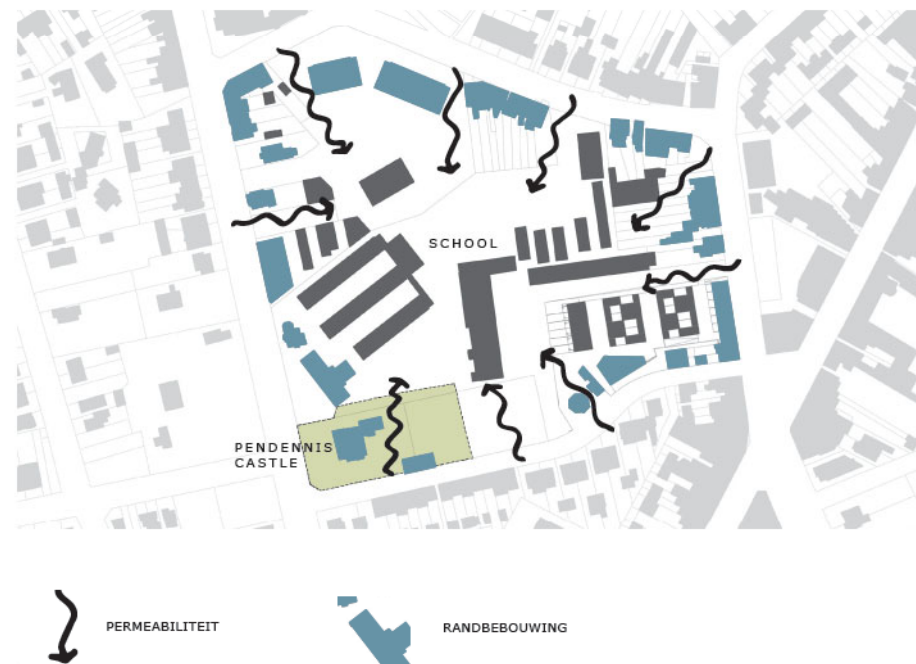 SCHOOL
PENDENNIS
CASTLE
PERMEABILITEIT
RANDBEBOUWING